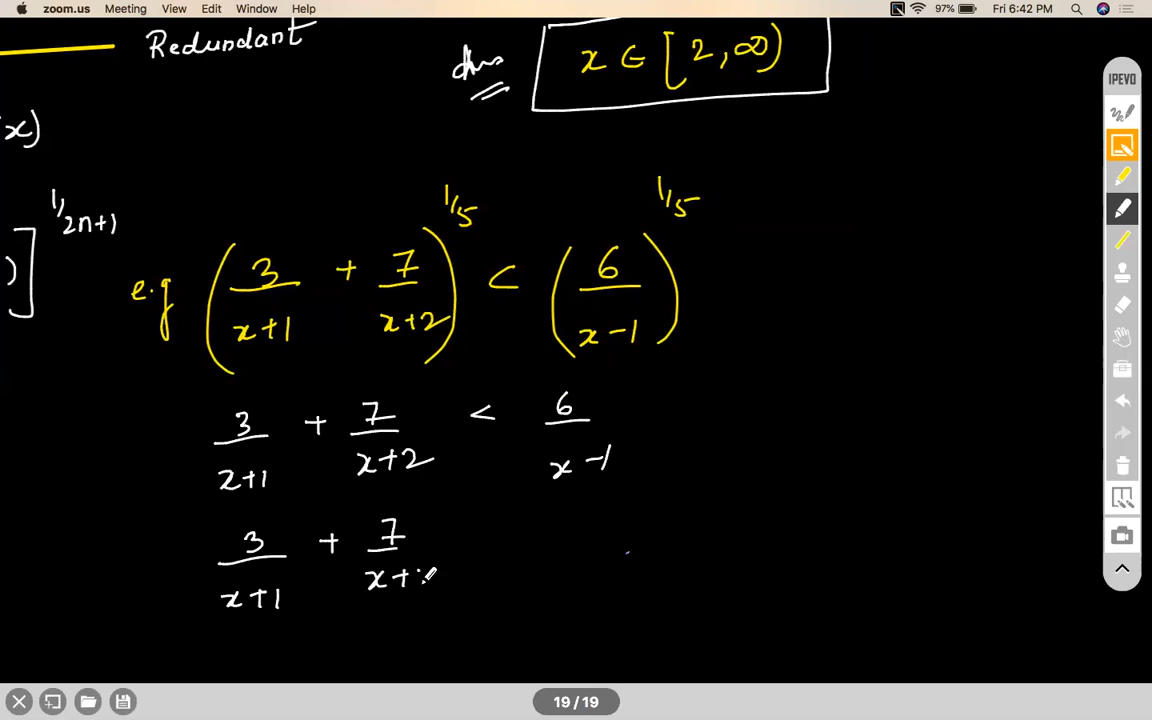 zoom.us Meeting View Edit Window Help 97% Fri 6:42 PM
Redundant
Ans x ∈ [2, ∞)
x)
)]^{1/2n+1}
IPEVO
e.g (3/(x+1) + 7/(x+2))^{1/5} < (6/(x-1))^{1/5}
3/(x+1) + 7/(x+2) < 6/(x-1)
3/(x+1) + 7/(x+
19 / 19